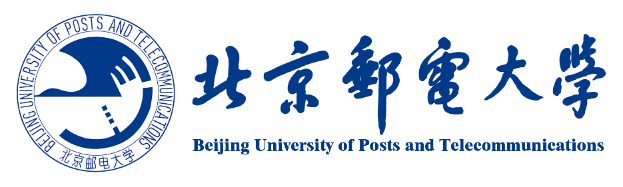 BEIJING UNIVERSITY OF POSTS AND TELECOMMUNICATIONS
北京邮电大学
北京郵電大學
Beijing University of Posts and Telecommunications